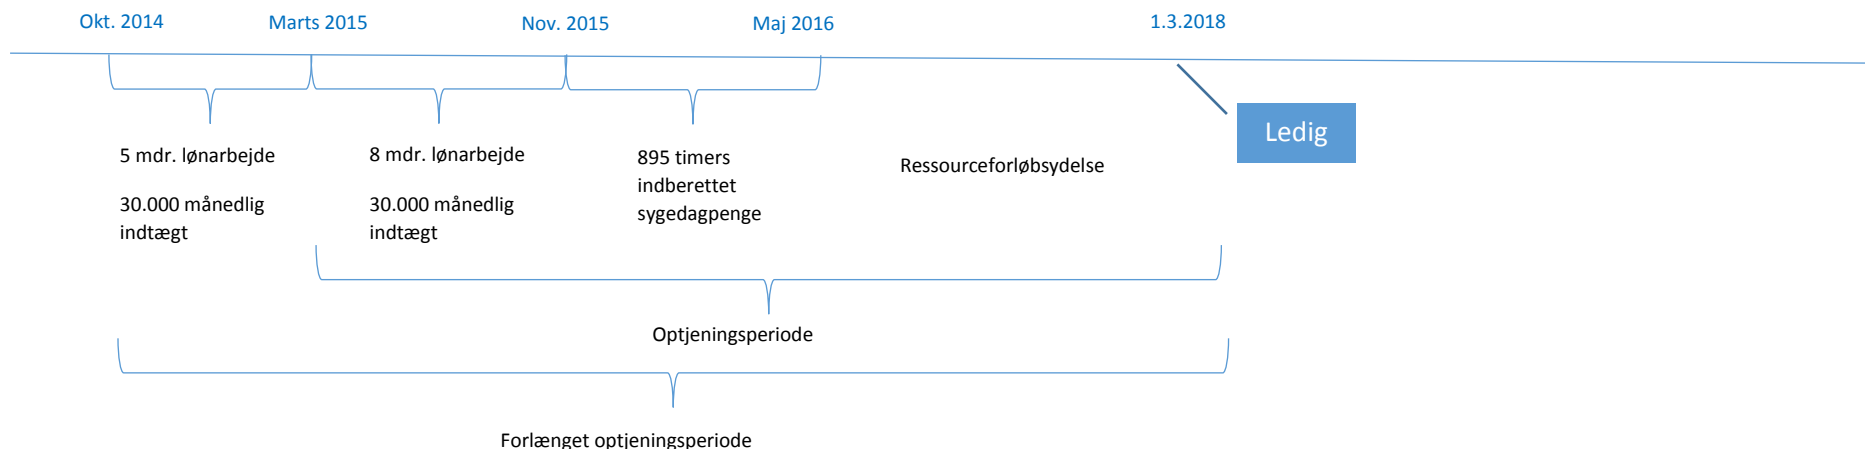 Okt. 2014
Marts 2015
Nov. 2015
Maj 2016
1.3.2018
Ledig
5 mdr. lønarbejde
30.000 månedlig
indtægt
8 mdr. lønarbejde
30.000 månedlig
indtægt
895 timers
indberettet
sygedagpenge
Ressourceforløbsydelse
Optjeningsperiode
Forlænget optjeningsperiode